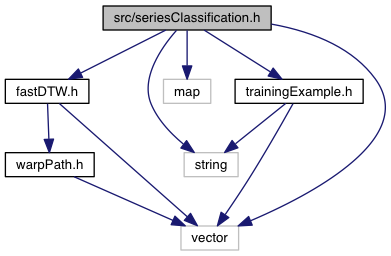 src/seriesClassification.h
fastDTW.h
map
trainingExample.h
warpPath.h
string
vector